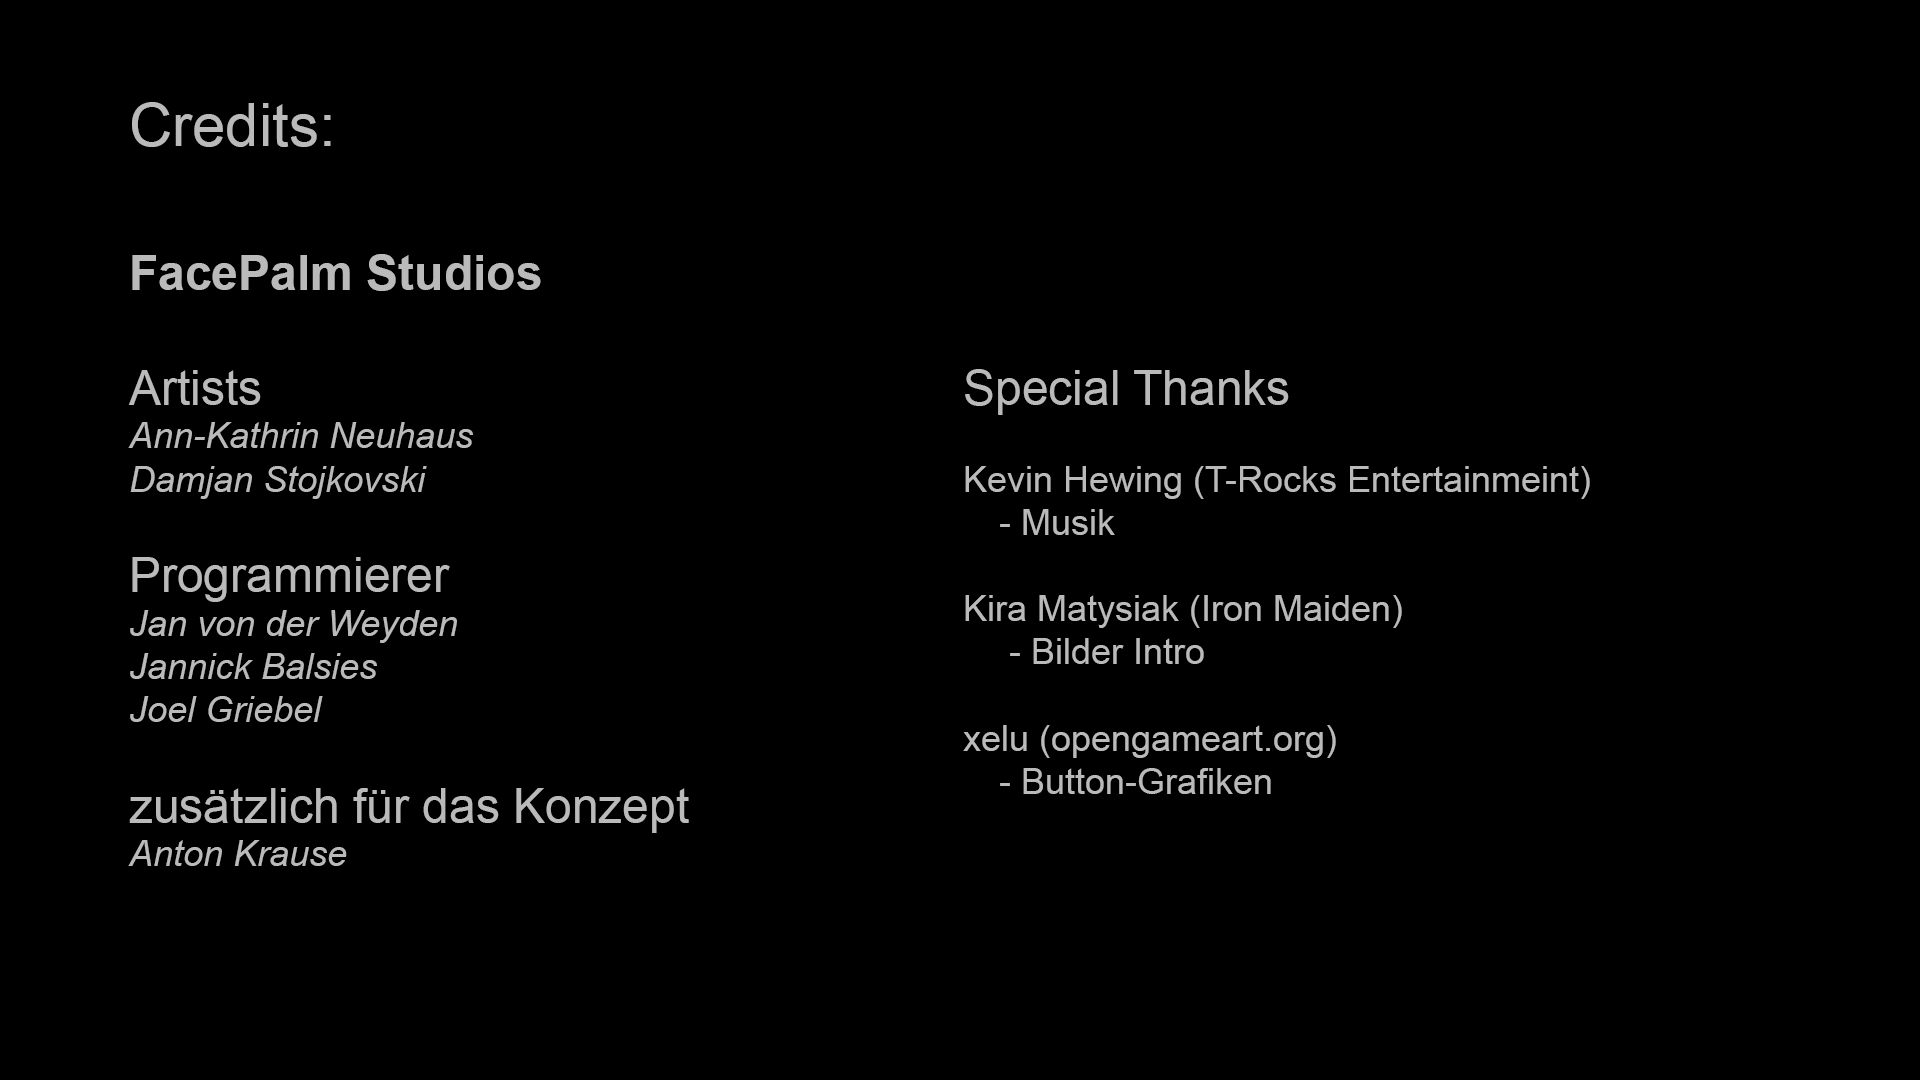 Credits:
FacePalm Studios
Artists
Ann-Kathrin Neuhaus
Damjan Stojkovski
Programmierer
Jan von der Weyden
Jannick Balsies
Joel Griebel
zusätzlich für das Konzept
Anton Krause
Special Thanks
Kevin Hewing (T-Rocks Entertainmeint)
- Musik
Kira Matysiak (Iron Maiden)
- Bilder Intro
xelu (opengameart.org)
- Button-Grafiken